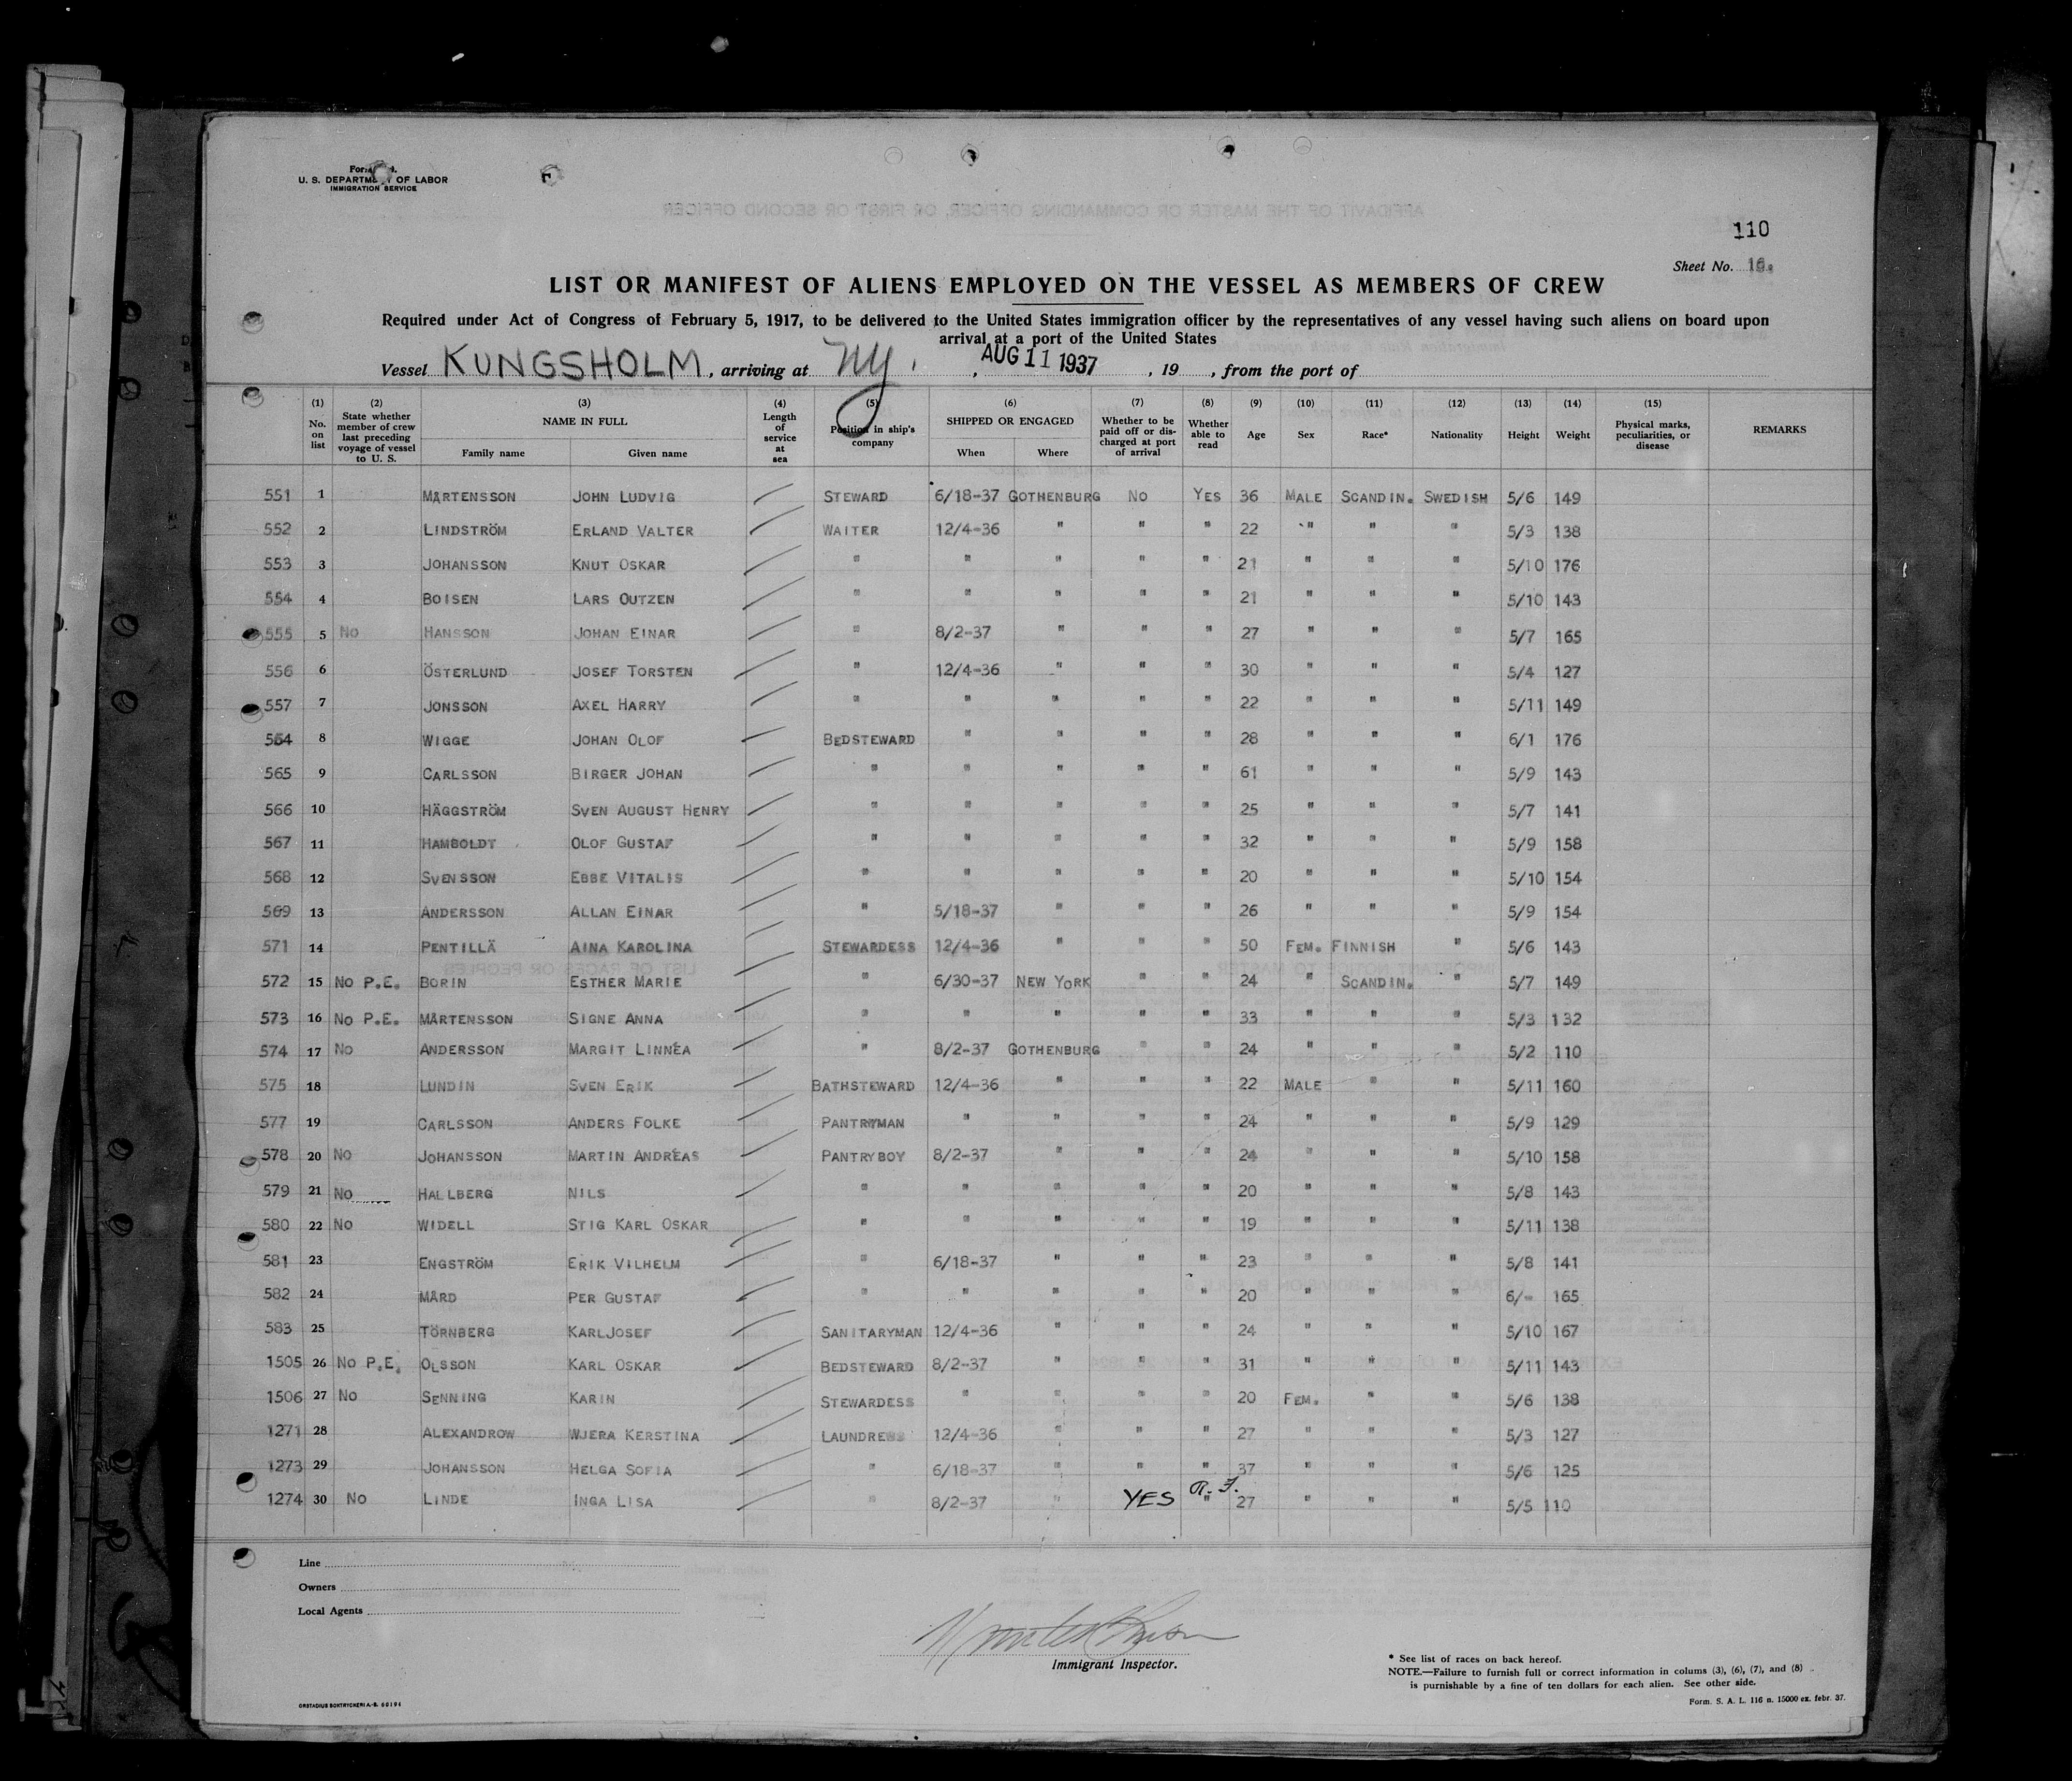 U. S. DEPARTMENT OF LABOR
IMMIGRATION SERVICE
110
Sheet No. 16.
LIST OR MANIFEST OF ALIENS EMPLOYED ON THE VESSEL AS MEMBERS OF CREW
Required under Act of Congress of February 5, 1917, to be delivered to the United States immigration officer by the representatives of any vessel having such aliens on board upon
arrival at a port of the United States
Vessel KUNGSHOLM, arriving at NY., AUG 11 1937, 19 , from the port of
(1) No. on list (2) State whether member of crew last preceding voyage of vessel to U. S. (3) NAME IN FULL Family name Given name (4) Length of service at sea (5) Position in ship's company (6) SHIPPED OR ENGAGED When Where (7) Whether to be paid off or discharged at port of arrival (8) Whether able to read (9) Age (10) Sex (11) Race* (12) Nationality (13) Height (14) Weight (15) Physical marks, peculiarities, or disease REMARKS
551 1 MÅRTENSSON JOHN LUDVIG STEWARD 6/18-37 GOTHENBURG NO YES 36 MALE SCANDIN. SWEDISH 5/6 149
552 2 LINDSTRÖM ERLAND VALTER WAITER 12/4-36 " " " 22 " " " 5/3 138
553 3 JOHANSSON KNUT OSKAR " " " " " 21 " " " 5/10 176
554 4 BOISEN LARS OUTZEN " " " " " 21 " " " 5/10 143
555 5 NO HANSSON JOHAN EINAR " 8/2-37 " " " 27 " " " 5/7 165
556 6 ÖSTERLUND JOSEF TORSTEN " 12/4-36 " " " 30 " " " 5/4 127
557 7 JONSSON AXEL HARRY " " " " " 22 " " " 5/11 149
564 8 WIGGE JOHAN OLOF BEDSTEWARD " " " " 28 " " " 6/1 176
565 9 CARLSSON BIRGER JOHAN " " " " " 61 " " " 5/9 143
566 10 HÄGGSTRÖM SVEN AUGUST HENRY " " " " " 25 " " " 5/7 141
567 11 HAMBOLDT OLOF GUSTAF " " " " " 32 " " " 5/9 158
568 12 SVENSSON EBBE VITALIS " " " " " 20 " " " 5/10 154
569 13 ANDERSSON ALLAN EINAR " 5/18-37 " " " 26 " " " 5/9 154
571 14 PENTILLÄ AINA KAROLINA STEWARDESS 12/4-36 " " " 50 FEM. FINNISH " 5/6 143
572 15 NO P.E. BORIN ESTHER MARIE " 6/30-37 NEW YORK " " 24 " SCANDIN. " 5/7 149
573 16 NO P.E. MÅRTENSSON SIGNE ANNA " " " " " 33 " " " 5/3 132
574 17 NO ANDERSSON MARGIT LINNÉA " 8/2-37 GOTHENBURG " " 24 " " " 5/2 110
575 18 LUNDIN SVEN ERIK BATHSTEWARD 12/4-36 " " " 22 MALE " " 5/11 160
577 19 CARLSSON ANDERS FOLKE PANTRYMAN " " " " 24 " " " 5/9 129
578 20 NO JOHANSSON MARTIN ANDRÉAS PANTRYBOY 8/2-37 " " " 24 " " " 5/10 158
579 21 NO HALLBERG NILS " " " " " 20 " " " 5/8 143
580 22 NO WIDELL STIG KARL OSKAR " " " " " 19 " " " 5/11 138
581 23 ENGSTRÖM ERIK VILHELM " 6/18-37 " " " 23 " " " 5/8 141
582 24 MÅRD PER GUSTAF " " " " " 20 " " " 6/- 165
583 25 TÖRNBERG KARLJOSEF SANITARYMAN 12/4-36 " " " 24 " " " 5/10 167
1505 26 NO P.E. OLSSON KARL OSKAR BEDSTEWARD 8/2-37 " " " 31 " " " 5/11 143
1506 27 NO SENNING KARIN STEWARDESS " " " " 20 FEM. " " 5/6 138
1271 28 ALEXANDROW WJERA KERSTINA LAUNDRESS 12/4-36 " " " 27 " " " 5/3 127
1273 29 JOHANSSON HELGA SOFIA " 6/18-37 " " " 37 " " " 5/6 125
1274 30 NO LINDE INGA LISA " 8/2-37 YES " 27 " " " 5/5 110
Line
Owners
Local Agents
Immigrant Inspector.
* See list of races on back hereof.
NOTE.—Failure to furnish full or correct information in colums (3), (6), (7), and (8)
is punishable by a fine of ten dollars for each alien. See other side.
Form. S. A. L. 116 n. 15000 ex. febr. 37.